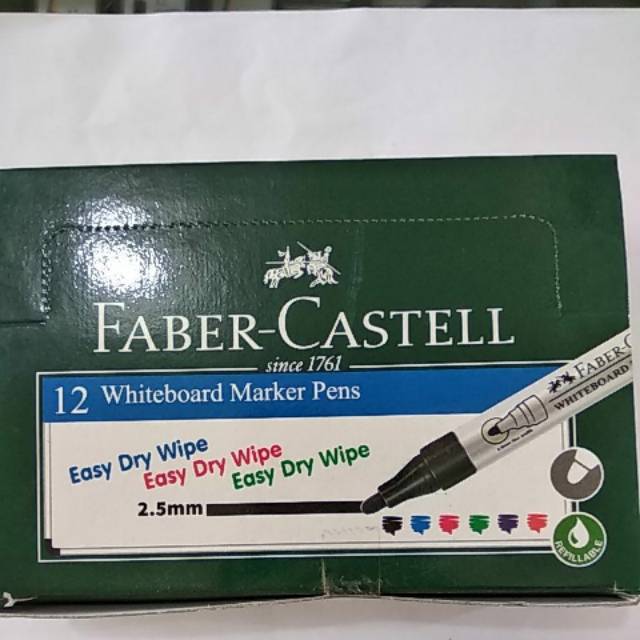 FABER-CASTELL
since 1761
12 Whiteboard Marker Pens
Easy Dry Wipe
Easy Dry Wipe
Easy Dry Wipe
2.5mm
FABER-C
WHITEBOARD
REFILLABLE